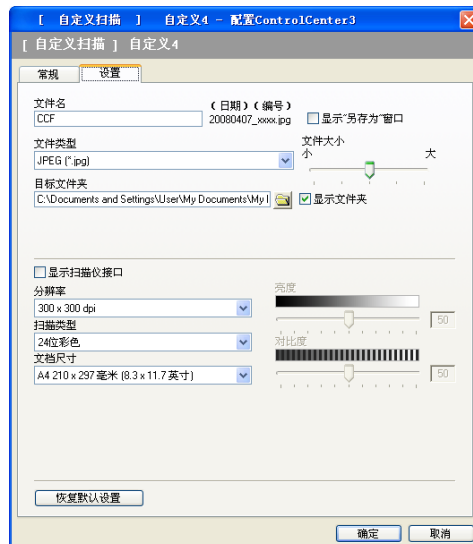 [ 自定义扫描 ] 自定义4 - 配置ControlCenter3
[ 自定义扫描 ] 自定义4
常规 设置
文件名 (日期)(编号)
CCF 20080407_xxxx.jpg 显示"另存为"窗口
文件类型 文件大小
JPEG (*.jpg) 小 大
目标文件夹
C:\Documents and Settings\User\My Documents\My I 显示文件夹
显示扫描仪接口
分辨率 亮度
300 x 300 dpi 50
扫描类型
24位彩色 对比度
文档尺寸
A4 210 x 297 毫米 (8.3 x 11.7 英寸) 50
恢复默认设置
确定 取消